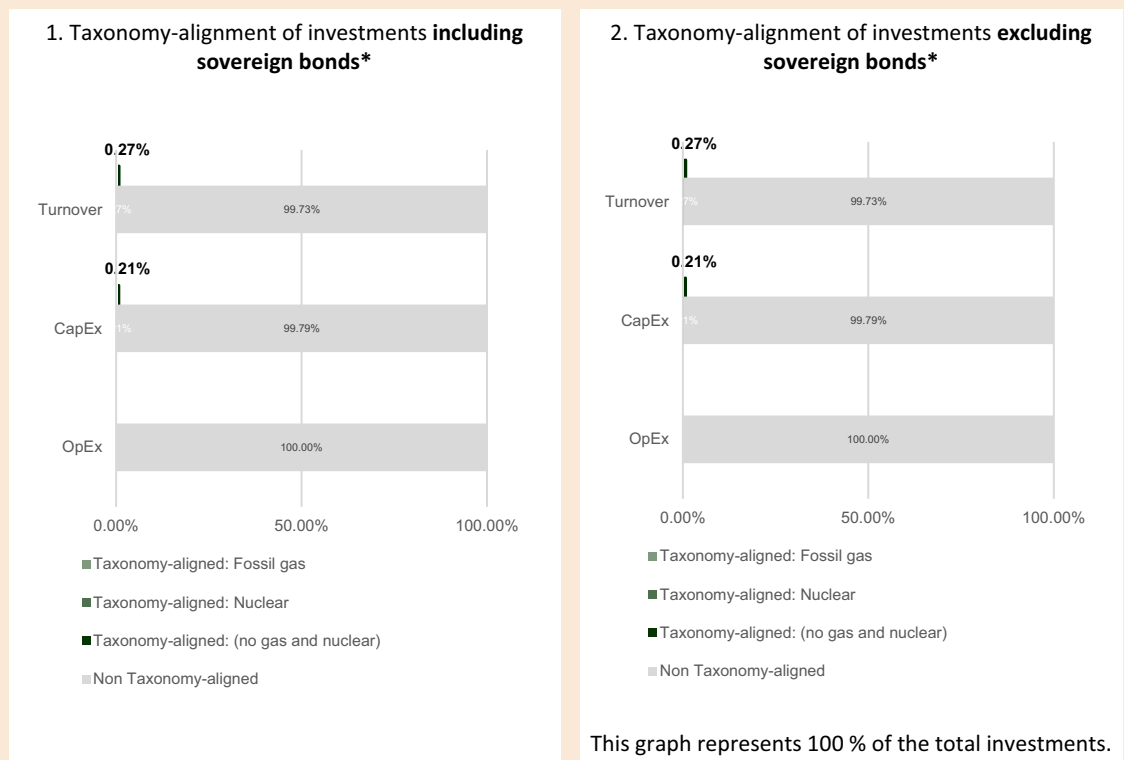 1. Taxonomy-alignment of investments including
sovereign bonds*
0.27%
Turnover
7%
99.73%
0.21%
CapEx
1%
99.79%
OpEx
100.00%
0.00%
50.00%
100.00%
Taxonomy-aligned: Fossil gas
Taxonomy-aligned: Nuclear
Taxonomy-aligned: (no gas and nuclear)
Non Taxonomy-aligned
2. Taxonomy-alignment of investments excluding
sovereign bonds*
0.27%
Turnover
7%
99.73%
0.21%
CapEx
1%
99.79%
OpEx
100.00%
0.00%
50.00%
100.00%
Taxonomy-aligned: Fossil gas
Taxonomy-aligned: Nuclear
Taxonomy-aligned: (no gas and nuclear)
Non Taxonomy-aligned
This graph represents 100 % of the total investments.